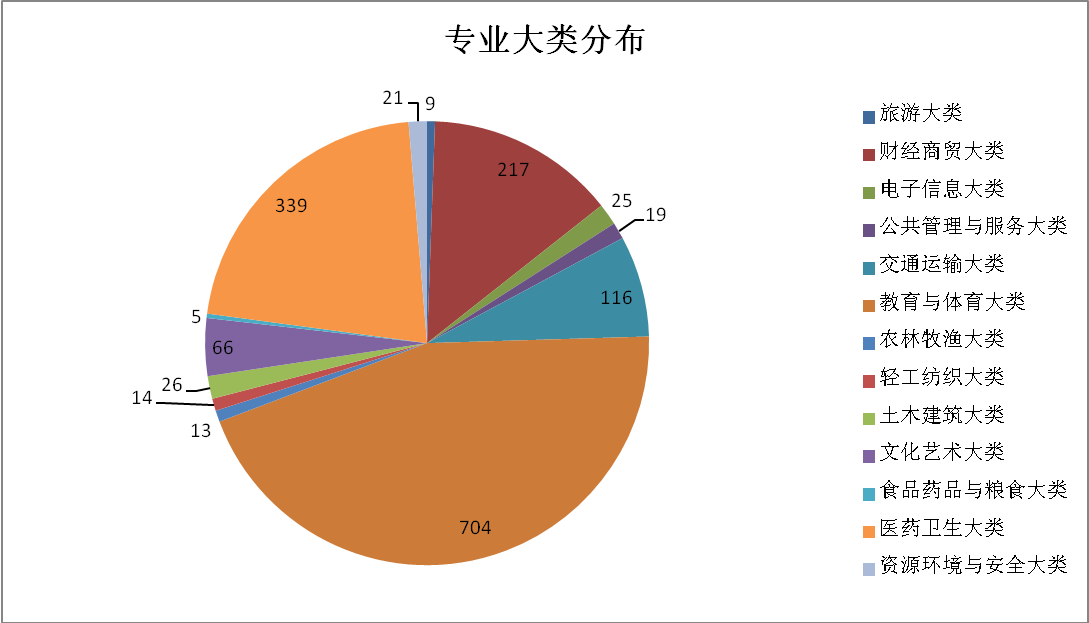 专业大类分布
21
9
217
25
19
116
339
5
66
26
14
13
704
旅游大类
财经商贸大类
电子信息大类
公共管理与服务大类
交通运输大类
教育与体育大类
农林牧渔大类
轻工纺织大类
土木建筑大类
文化艺术大类
食品药品与粮食大类
医药卫生大类
资源环境与安全大类